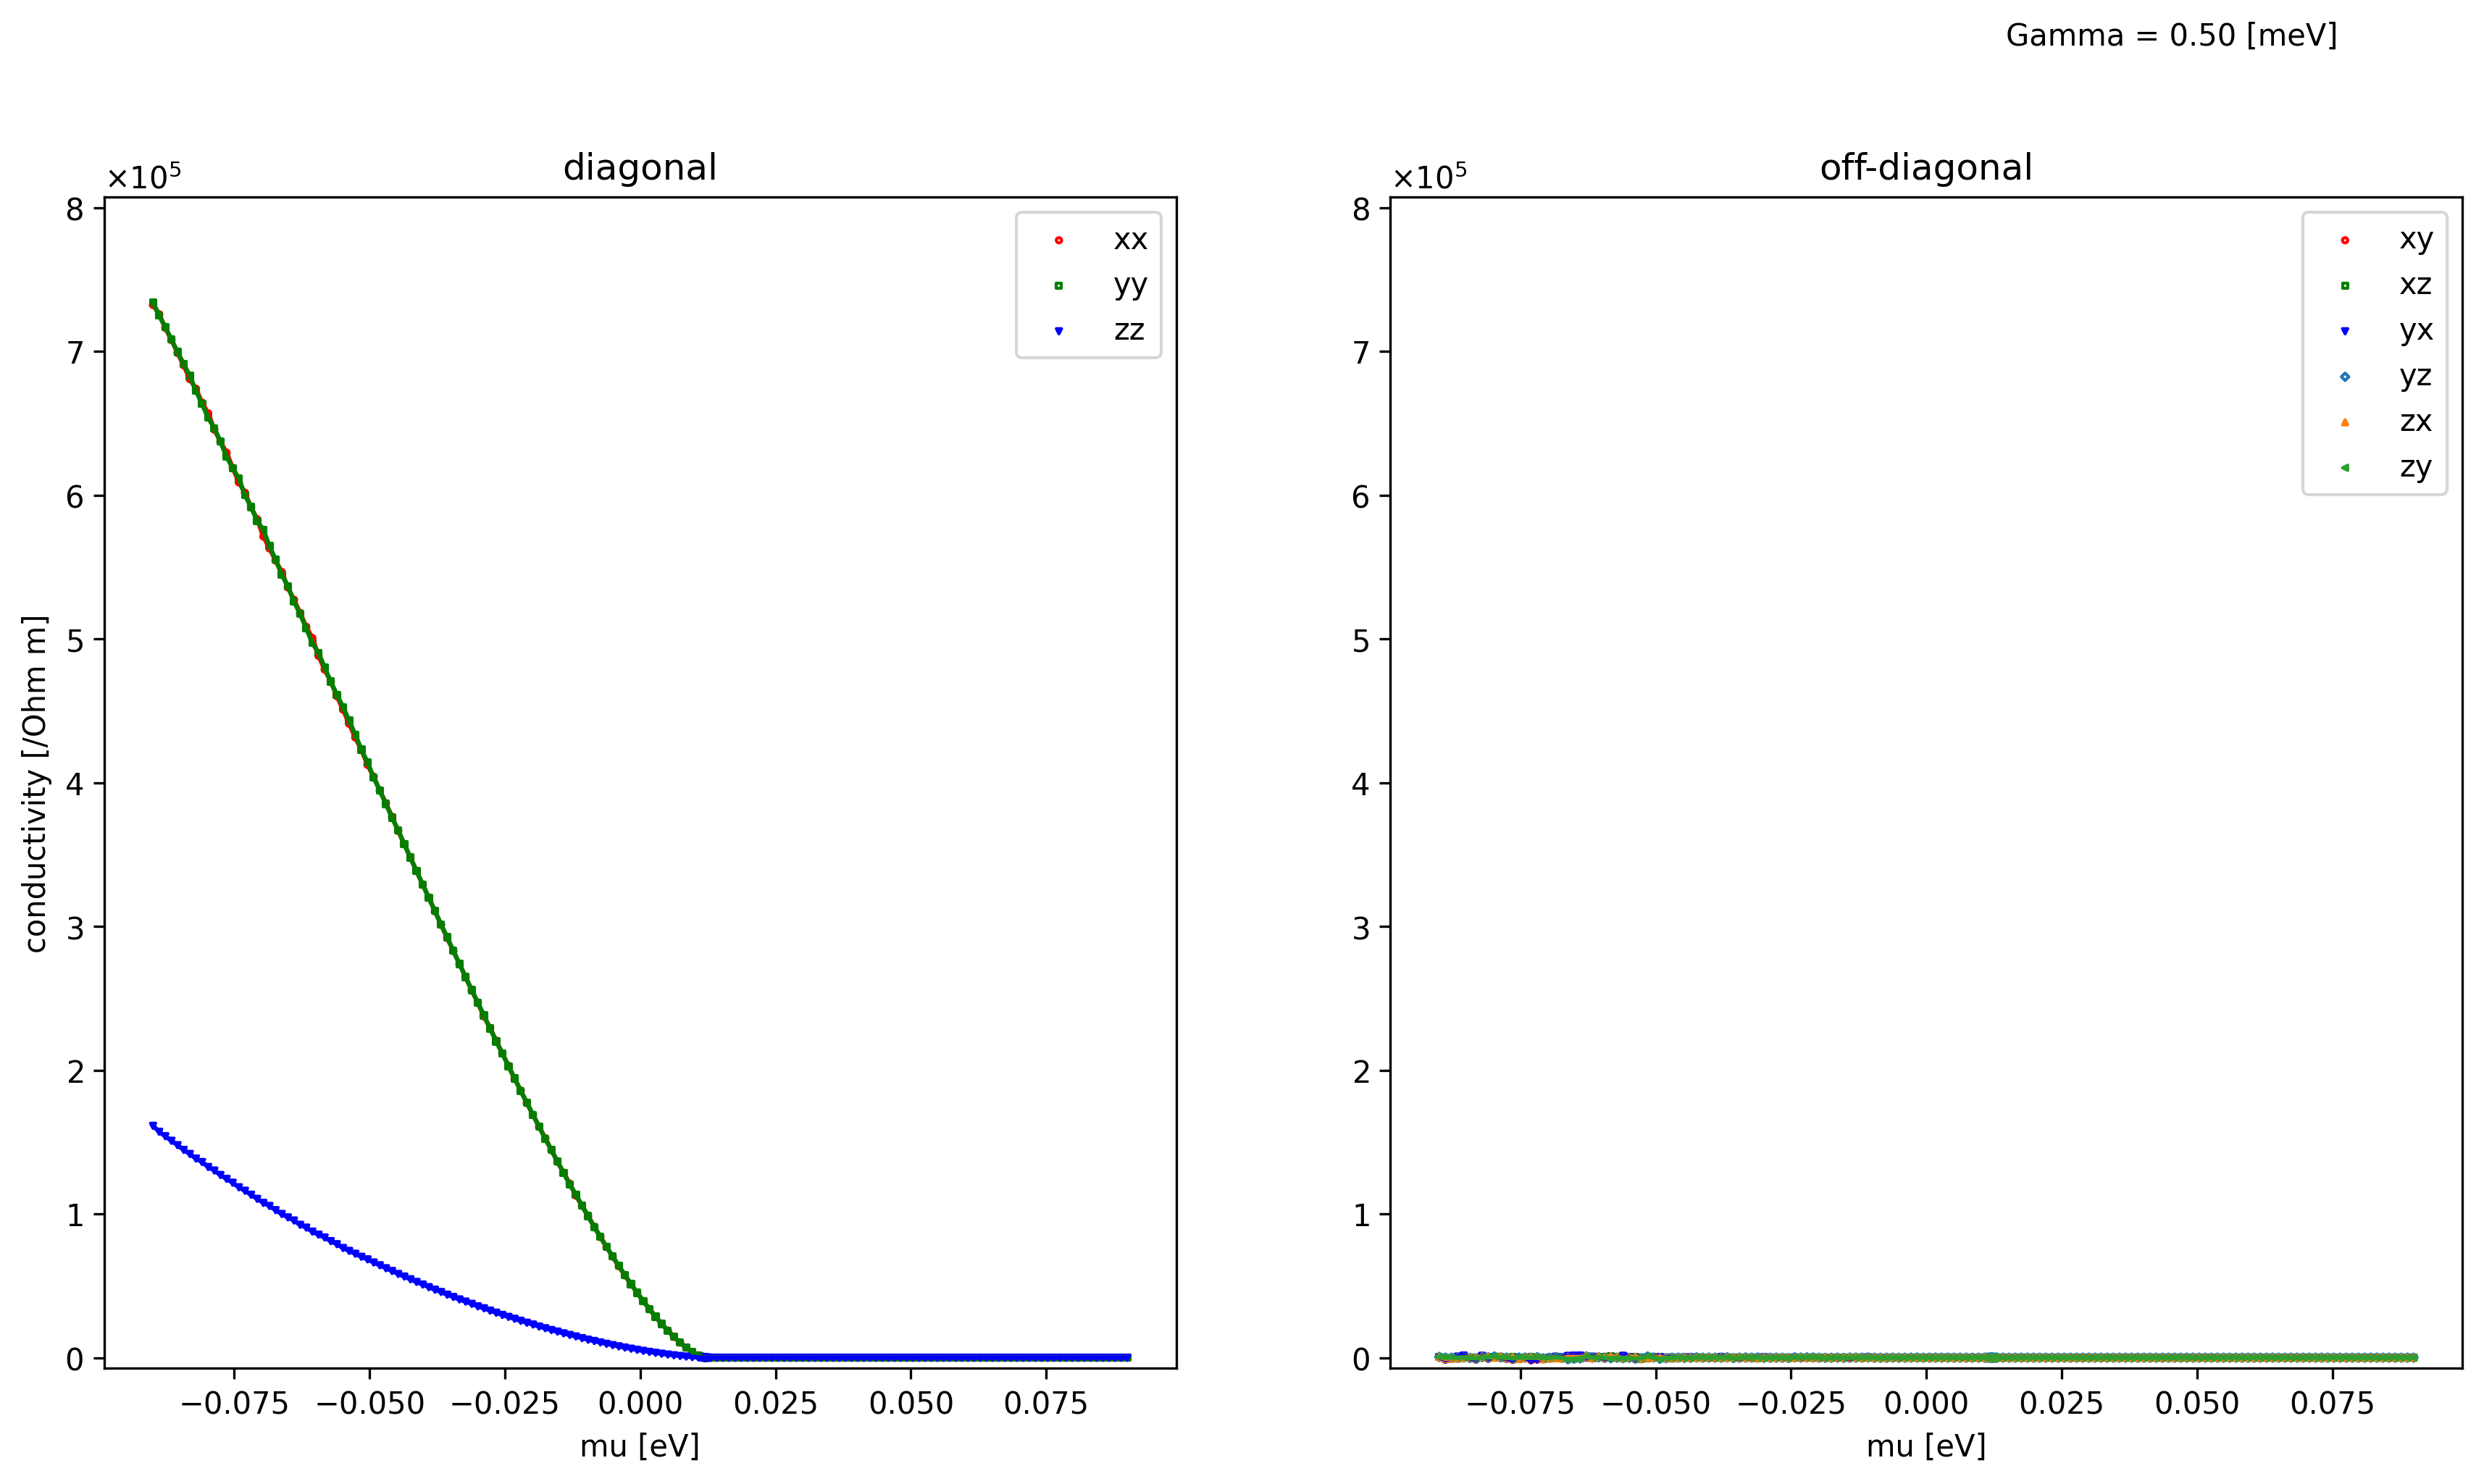 Gamma = 0.50 [meV]
diagonal
×10⁵
8
7
6
5
4
3
2
1
0
conductivity [/Ohm m]
xx
yy
zz
−0.075 −0.050 −0.025 0.000 0.025 0.050 0.075
mu [eV]
off-diagonal
×10⁵
8
7
6
5
4
3
2
1
0
xy
xz
yx
yz
zx
zy
−0.075 −0.050 −0.025 0.000 0.025 0.050 0.075
mu [eV]